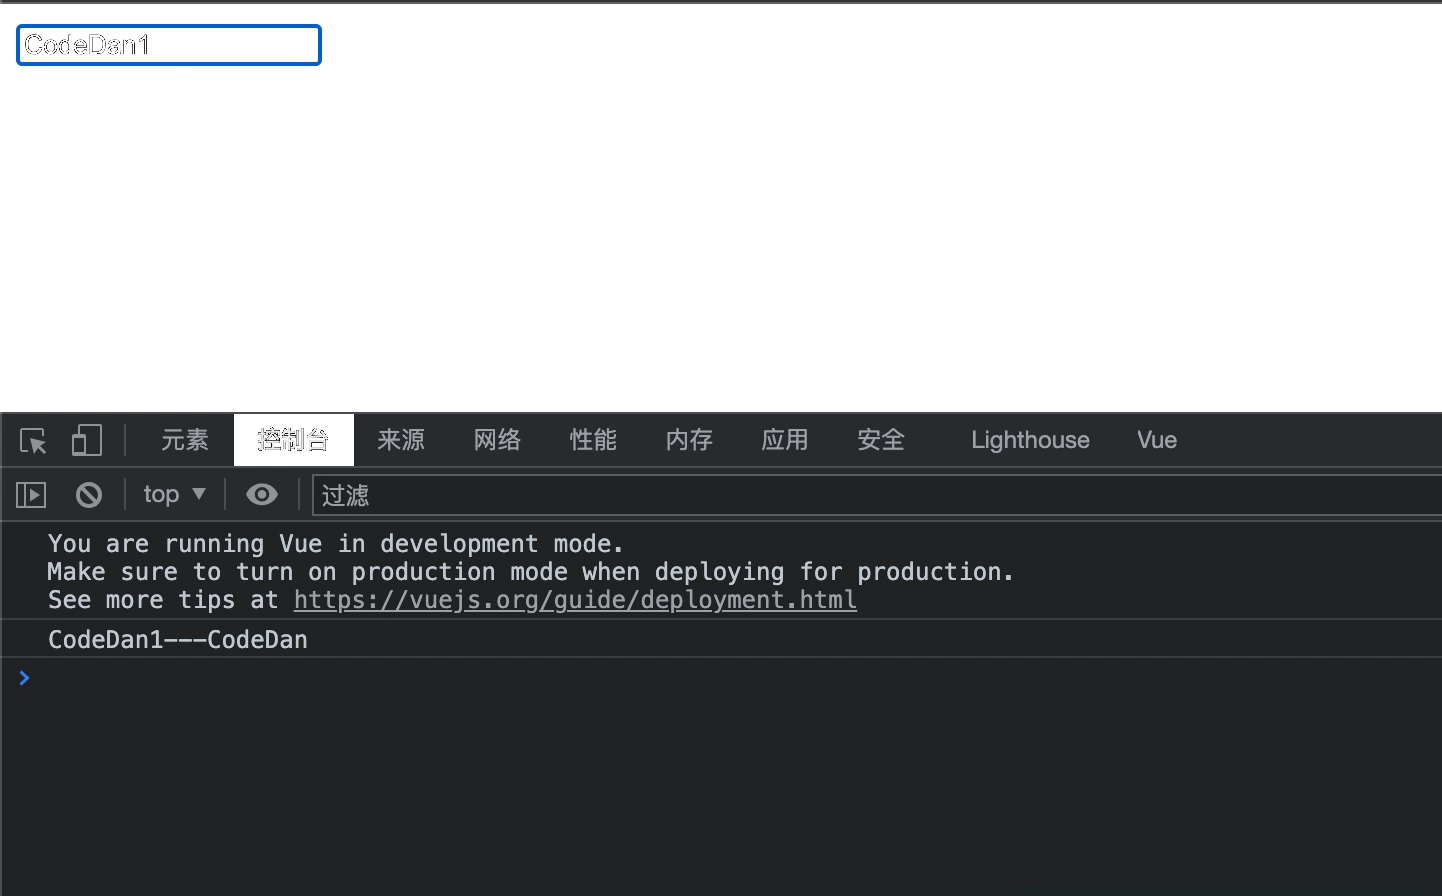 CodeDan1
元素 控制台 来源 网络 性能 内存 应用 安全 Lighthouse Vue
top ▼ 过滤
You are running Vue in development mode.
Make sure to turn on production mode when deploying for production.
See more tips at https://vuejs.org/guide/deployment.html
CodeDan1---CodeDan